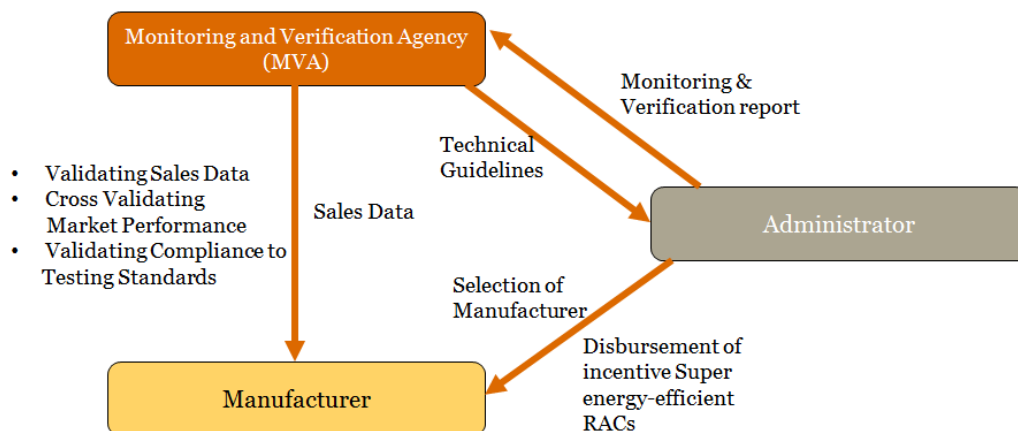 Monitoring and Verification Agency
(MVA)
Monitoring &
Verification report
Technical
Guidelines
• Validating Sales Data
• Cross Validating
Market Performance
• Validating Compliance to
Testing Standards
Sales Data
Administrator
Selection of
Manufacturer
Disbursement of
incentive Super
energy-efficient
RACs
Manufacturer